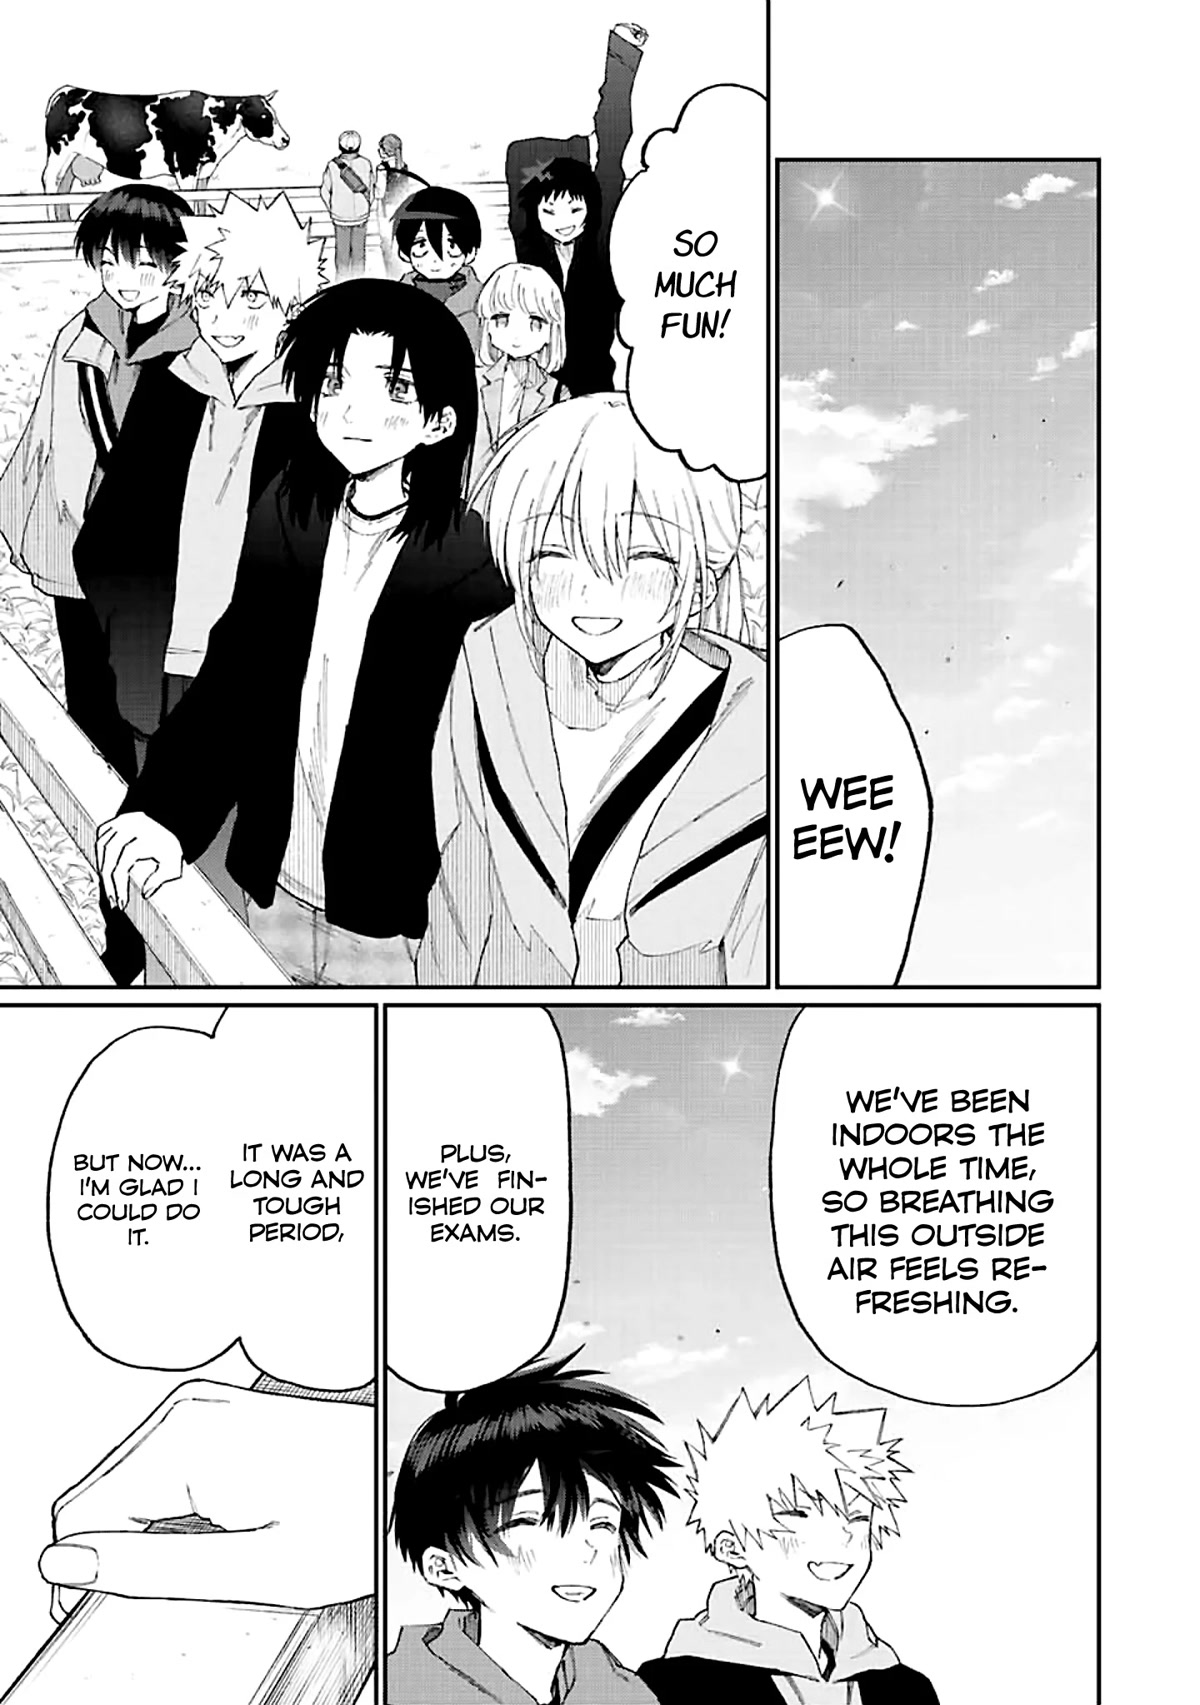 WEE
EEW!
SO
MUCH
FUN!
WE'VE BEEN
INDOORS THE
WHOLE TIME,
SO BREATHING
THIS OUTSIDE
AIR FEELS RE-
FRESHING.
PLUS,
WE'VE FIN-
ISHED OUR
EXAMS.
IT WAS A
LONG AND
TOUGH
PERIOD,
BUT NOW...
I'M GLAD I
COULD DO
IT.